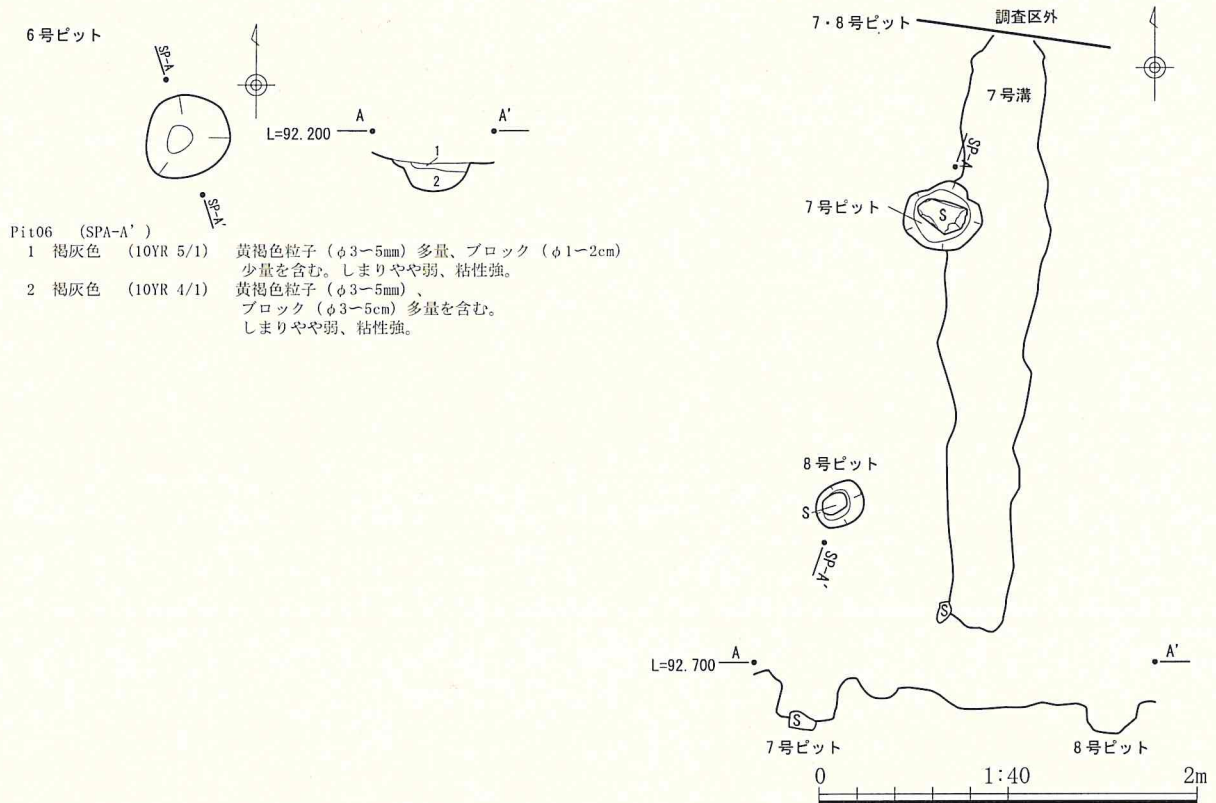 6号ピット
SP-A
A
A'
L=92.200
1
2
SP-A'
Pit06 (SPA-A')
1 褐灰色 (10YR 5/1) 黄褐色粒子（φ3〜5mm）多量、ブロック（φ1〜2cm）
少量を含む。しまりやや弱、粘性強。
2 褐灰色 (10YR 4/1) 黄褐色粒子（φ3〜5mm）、
ブロック（φ3〜5cm）多量を含む。
しまりやや弱、粘性強。
7・8号ピット
調査区外
7号溝
SP-A
7号ピット
S
8号ピット
S
SP-A'
S
L=92.700
A
A'
S
7号ピット
8号ピット
0 1:40 2m